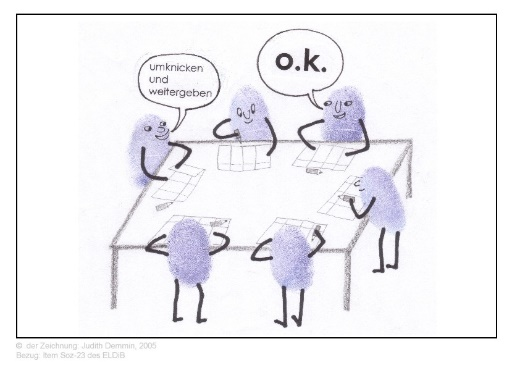 umknicken
und
weitergeben
o.k.
© der Zeichnung: Judith Demmin, 2005
Bezug: Item Soz-23 des ELDiB